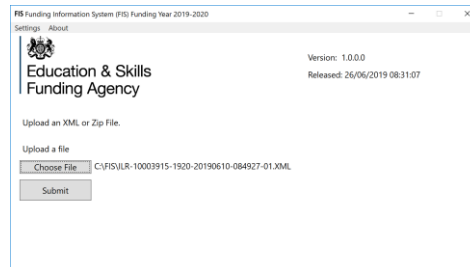 FIS Funding Information System (FIS) Funding Year 2019-2020
Settings About
Education & Skills
Funding Agency
Version: 1.0.0.0
Released: 26/06/2019 08:31:07
Upload an XML or Zip File.
Upload a file
Choose File C:\FIS\ILR-10003915-1920-20190610-084927-01.XML
Submit